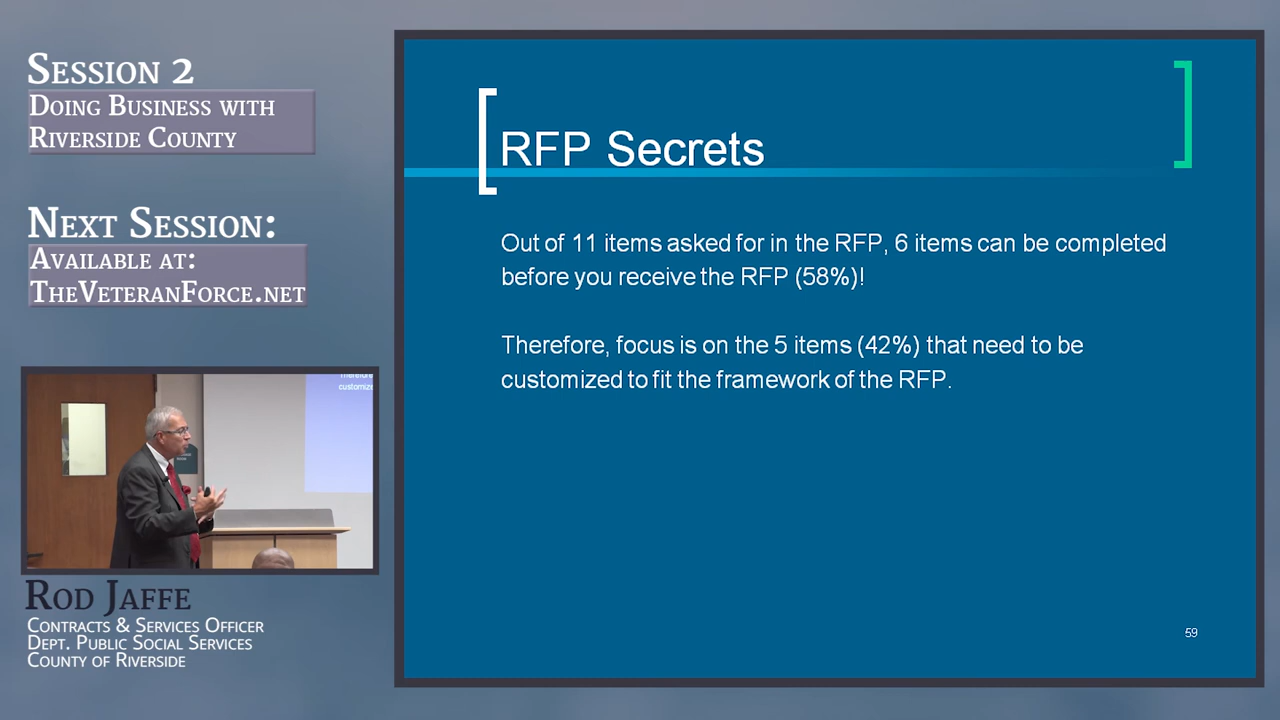 SESSION 2
DOING BUSINESS WITH
RIVERSIDE COUNTY
NEXT SESSION:
AVAILABLE AT:
THEVETERANFORCE.NET
ROD JAFFE
CONTRACTS & SERVICES OFFICER
DEPT. PUBLIC SOCIAL SERVICES
COUNTY OF RIVERSIDE
RFP Secrets
Out of 11 items asked for in the RFP, 6 items can be completed
before you receive the RFP (58%)!
Therefore, focus is on the 5 items (42%) that need to be
customized to fit the framework of the RFP.
59
Therefore
customize